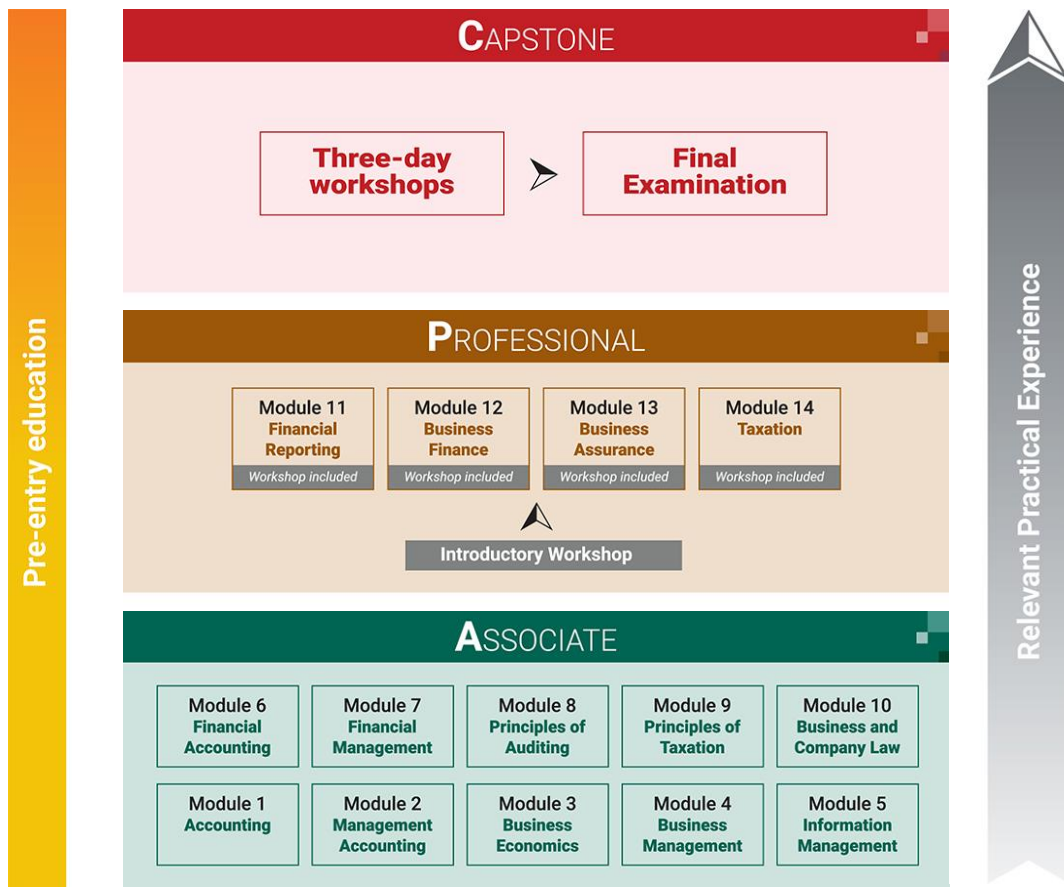 CAPSTONE
Three-day
workshops
Final
Examination
PROFESSIONAL
Module 11
Financial
Reporting
Workshop included
Module 12
Business
Finance
Workshop included
Module 13
Business
Assurance
Workshop included
Module 14
Taxation
Workshop included
Introductory Workshop
ASSOCIATE
Module 6
Financial
Accounting
Module 7
Financial
Management
Module 8
Principles of
Auditing
Module 9
Principles of
Taxation
Module 10
Business and
Company Law
Module 1
Accounting
Module 2
Management
Accounting
Module 3
Business
Economics
Module 4
Business
Management
Module 5
Information
Management
Pre-entry education
Relevant Practical Experience